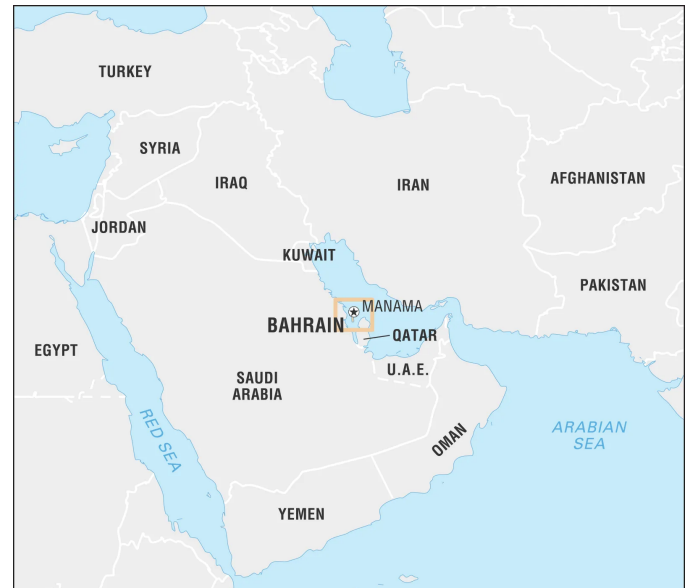 TURKEY
SYRIA
IRAQ
IRAN
AFGHANISTAN
JORDAN
KUWAIT
PAKISTAN
MANAMA
BAHRAIN
QATAR
EGYPT
U.A.E.
SAUDI
ARABIA
RED SEA
OMAN
ARABIAN
SEA
YEMEN